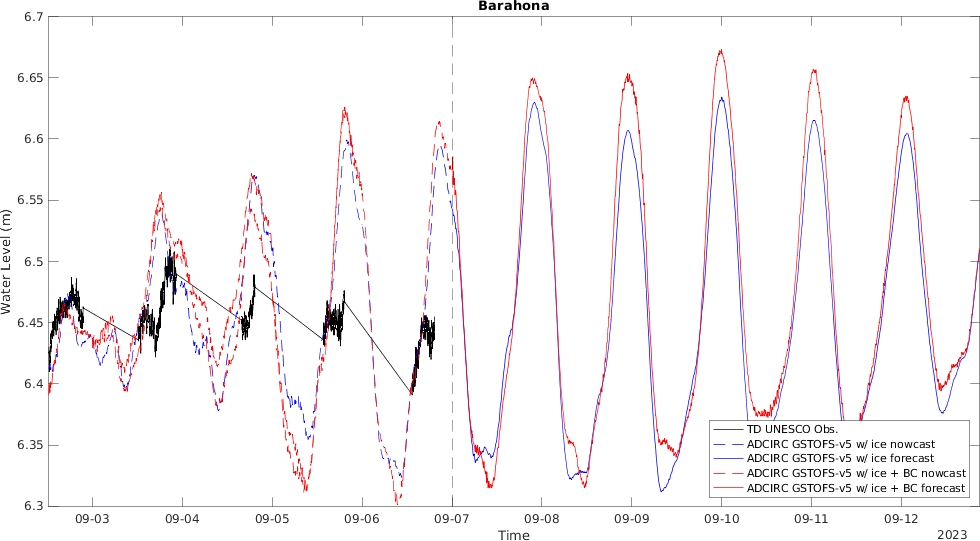 Barahona
6.7
6.65
6.6
6.55
6.5
6.45
6.4
6.35
6.3
Water Level (m)
TD UNESCO Obs.
ADCIRC GSTOFS-v5 w/ ice nowcast
ADCIRC GSTOFS-v5 w/ ice forecast
ADCIRC GSTOFS-v5 w/ ice + BC nowcast
ADCIRC GSTOFS-v5 w/ ice + BC forecast
09-03 09-04 09-05 09-06 09-07 09-08 09-09 09-10 09-11 09-12
Time
2023